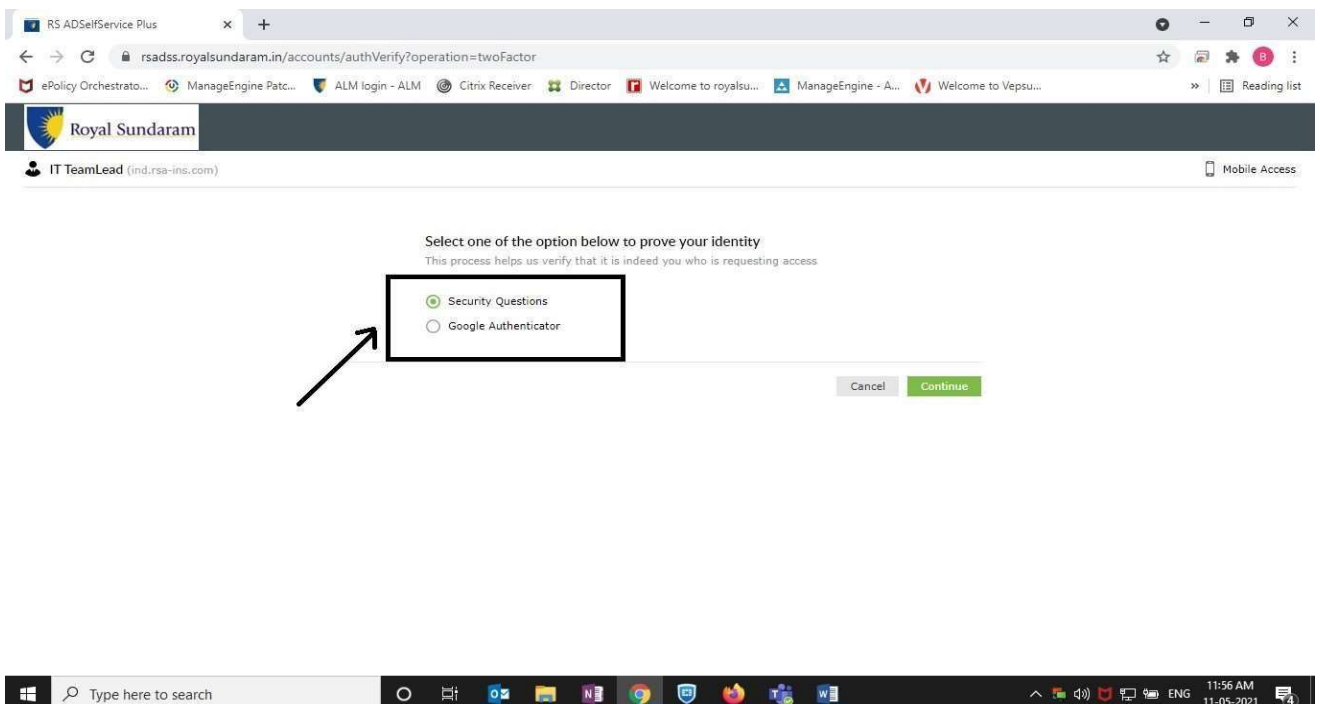 RS ADSelfService Plus
rsadss.royalsundaram.in/accounts/authVerify?operation=twoFactor
B
ePolicy Orchestrato... ManageEngine Patc... ALM login - ALM Citrix Receiver Director Welcome to royalsu... ManageEngine - A... Welcome to Vepsu... » Reading list
Royal Sundaram
IT TeamLead (ind.rsa-ins.com) Mobile Access
Select one of the option below to prove your identity
This process helps us verify that it is indeed you who is requesting access
Security Questions
Google Authenticator
Cancel Continue
Type here to search ENG 11:56 AM
11-05-2021 4